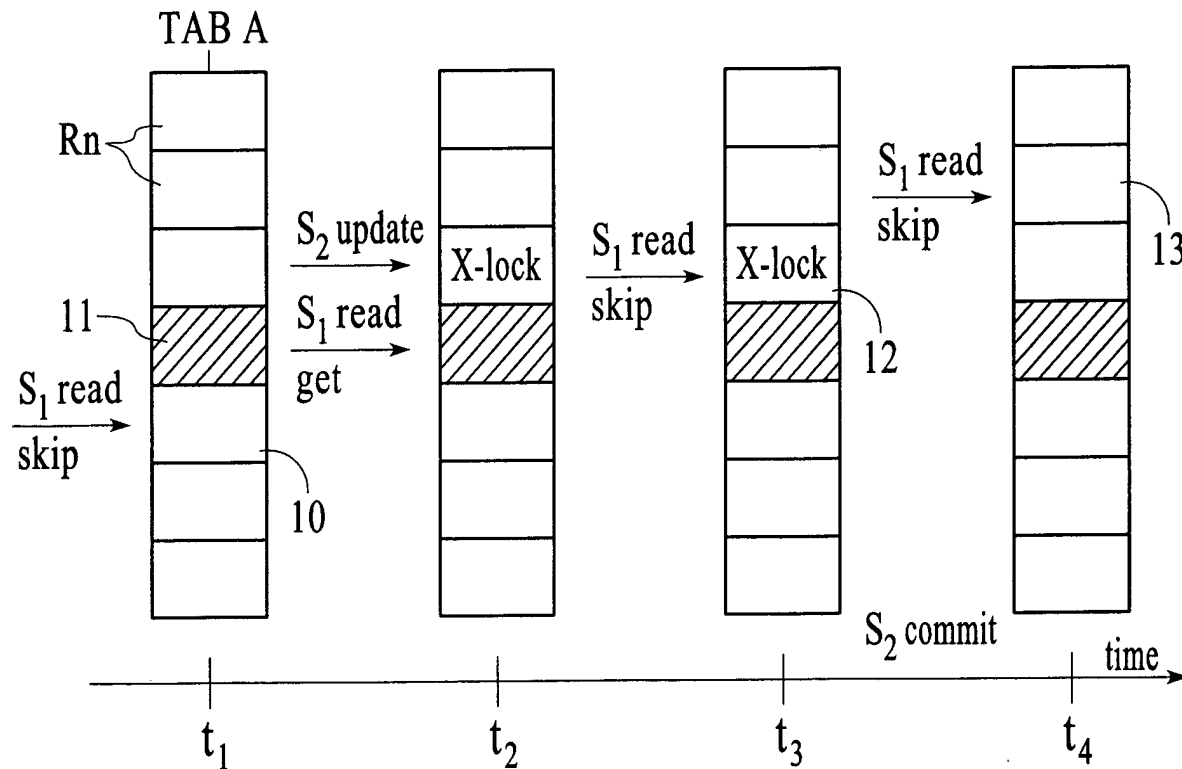 TAB A
Rn
11
S₁ read
skip
10
S₂ update
S₁ read
get
X-lock
S₁ read
skip
X-lock
12
S₁ read
skip
13
S₂ commit
time
t₁
t₂
t₃
t₄